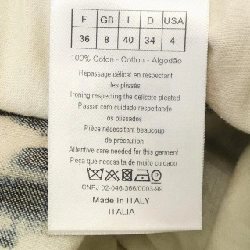 F GB I D USA
36 8 40 34 4
100% Coton - Cotton - Algodão
Repassage délicat en respectant
les plissés
Ironing respecting the delicate pleated
Passar com cuidado respeitando
os plissados
Pièce nécessitant beaucoup
de précaution
Attentive care needed for this garment
Peça que necessita de muito cuidado
Made in ITALY
ITALIA